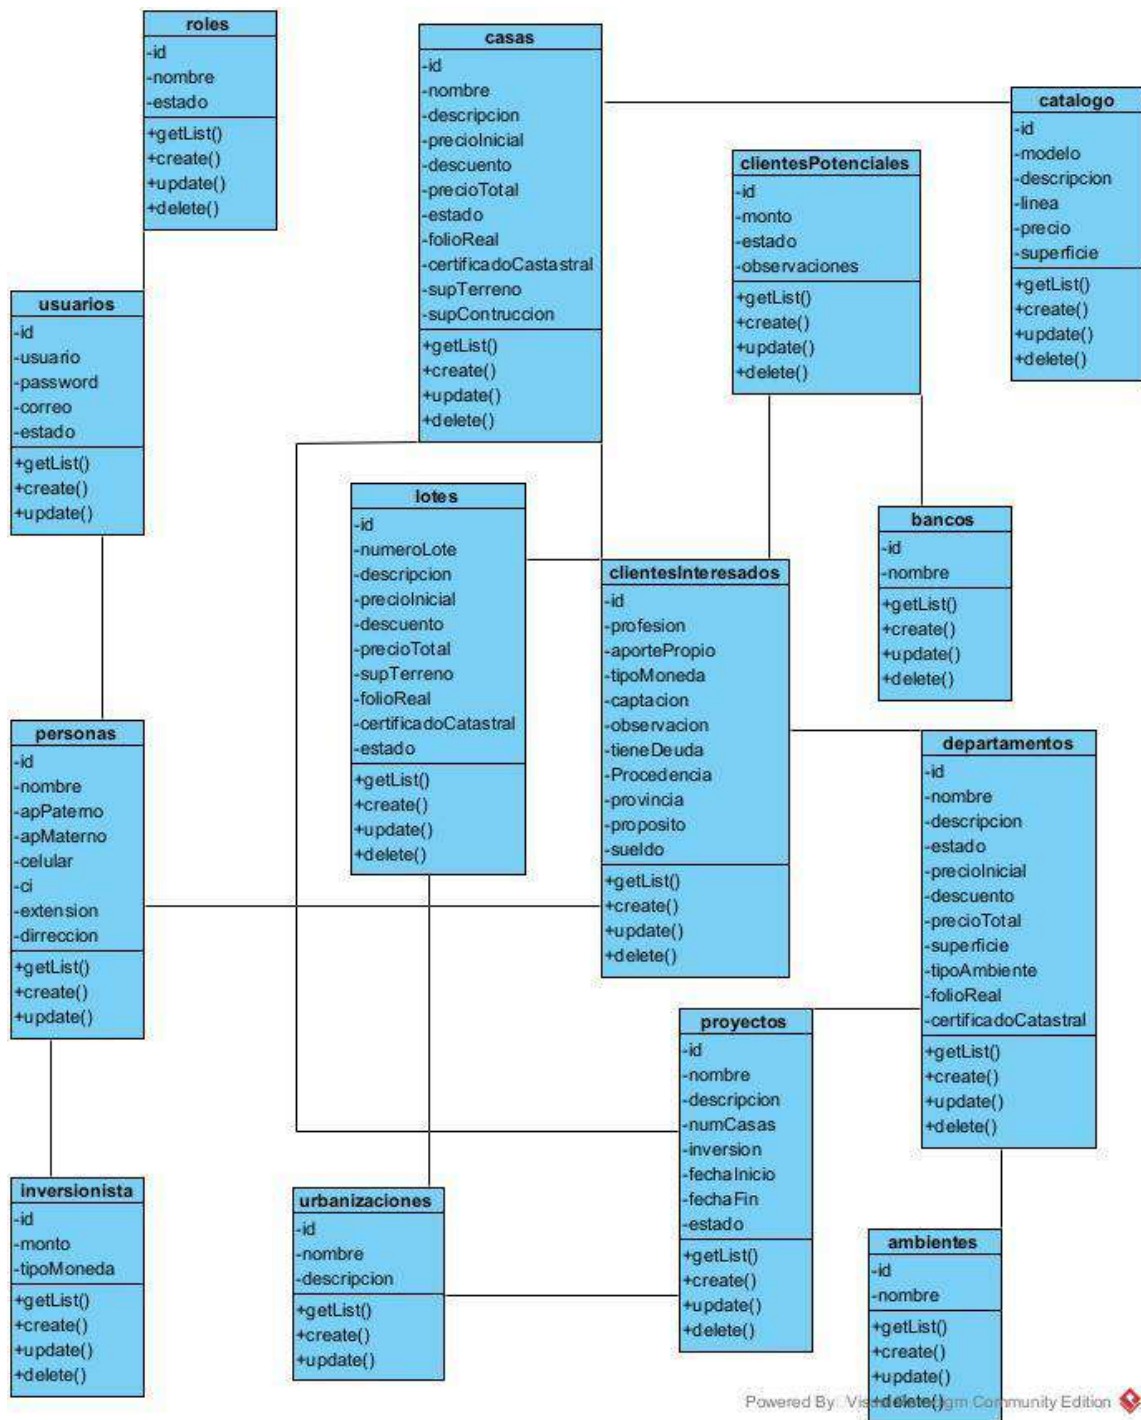 roles
-id
-nombre
-estado
+getList()
+create()
+update()
+delete()
casas
-id
-nombre
-descripcion
-precioInicial
-descuento
-precioTotal
-estado
-folioReal
-certificadoCastastral
-supTerreno
-supContruccion
+getList()
+create()
+update()
+delete()
catalogo
-id
-modelo
-descripcion
-linea
-precio
-superficie
+getList()
+create()
+update()
+delete()
clientesPotenciales
-id
-monto
-estado
-observaciones
+getList()
+create()
+update()
+delete()
usuarios
-id
-usuario
-password
-correo
-estado
+getList()
+create()
+update()
lotes
-id
-numeroLote
-descripcion
-precioInicial
-descuento
-precioTotal
-supTerreno
-folioReal
-certificadoCatastral
-estado
+getList()
+create()
+update()
+delete()
bancos
-id
-nombre
+getList()
+create()
+update()
+delete()
clientesInteresados
-id
-profesion
-aportePropio
-tipoMoneda
-captacion
-observacion
-tieneDeuda
-Procedencia
-provincia
-proposito
-sueldo
+getList()
+create()
+update()
+delete()
personas
-id
-nombre
-apPaterno
-apMaterno
-celular
-ci
-extension
-dirreccion
+getList()
+create()
+update()
departamentos
-id
-nombre
-descripcion
-estado
-precioInicial
-descuento
-precioTotal
-superficie
-tipoAmbiente
-folioReal
-certificadoCatastral
+getList()
+create()
+update()
+delete()
proyectos
-id
-nombre
-descripcion
-numCasas
-inversion
-fechaInicio
-fechaFin
-estado
+getList()
+create()
+update()
+delete()
inversionista
-id
-monto
-tipoMoneda
+getList()
+create()
+update()
+delete()
urbanizaciones
-id
-nombre
-descripcion
+getList()
+create()
+update()
ambientes
-id
-nombre
+getList()
+create()
+update()
+delete()
Powered By Visual Paradigm Community Edition